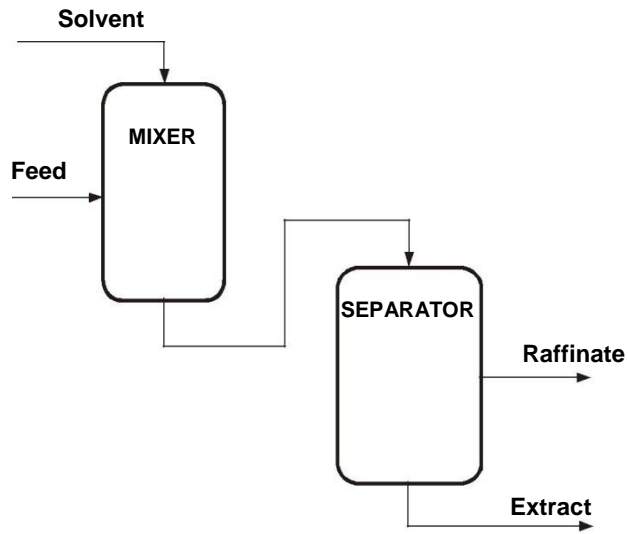 Solvent
MIXER
Feed
SEPARATOR
Raffinate
Extract